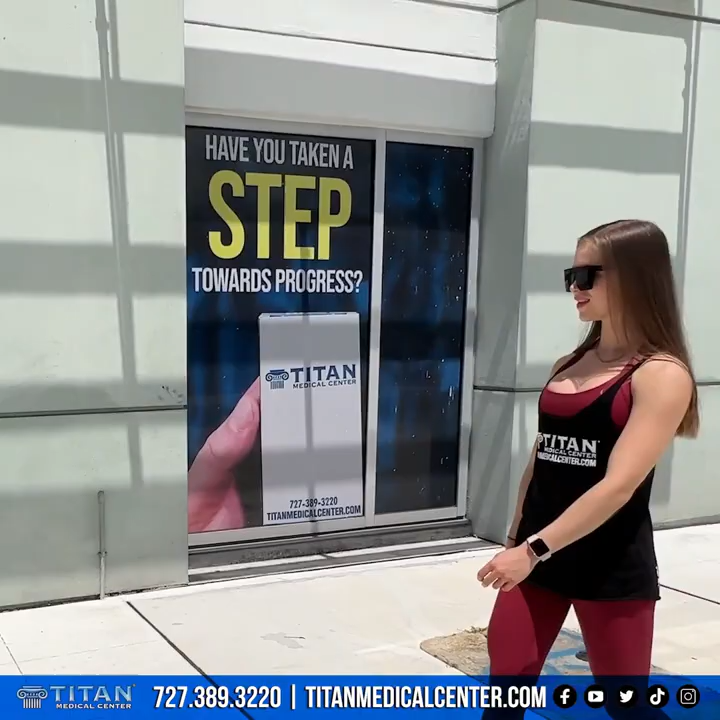 HAVE YOU TAKEN A
STEP
TOWARDS PROGRESS?
TITAN
MEDICAL CENTER
727-389-3220
TITANMEDICALCENTER.COM
TITAN
MEDICAL CENTER
TITAN
MEDICAL CENTER
727.389.3220 | TITANMEDICALCENTER.COM